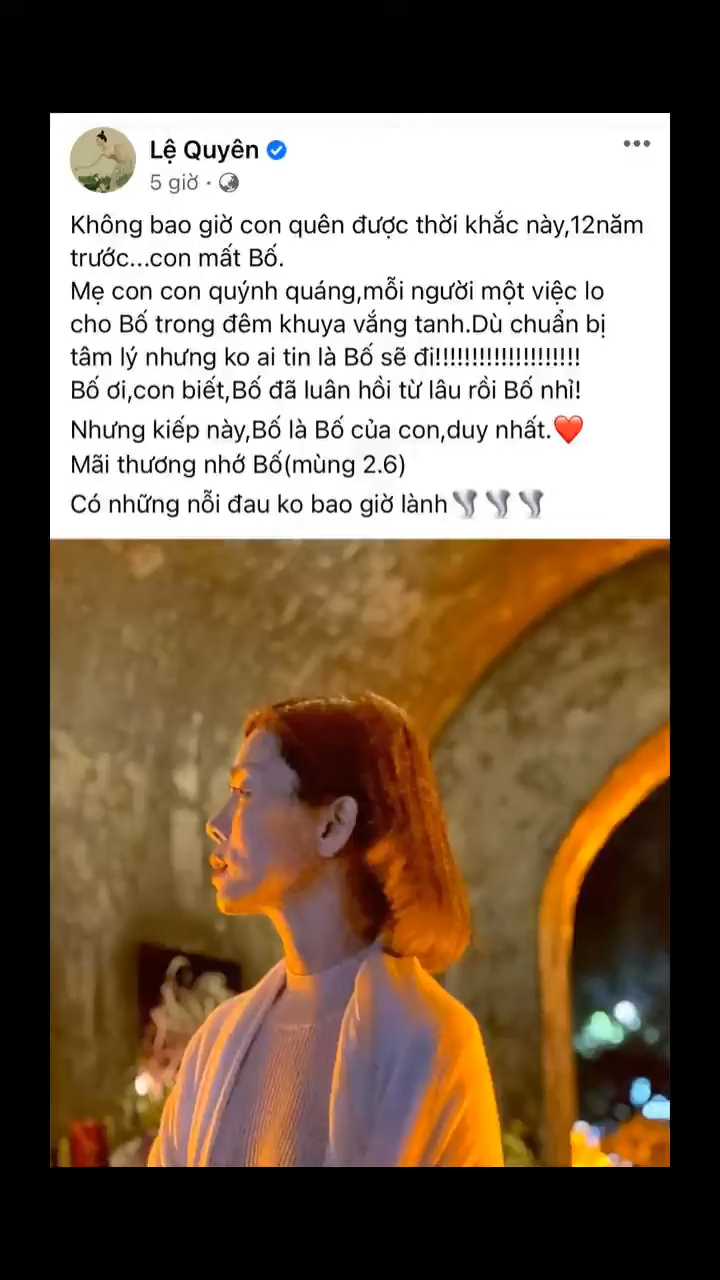 Lệ Quyên
5 giờ ·
Không bao giờ con quên được thời khắc này,12năm
trước...con mất Bố.
Mẹ con con quýnh quáng,mỗi người một việc lo
cho Bố trong đêm khuya vắng tanh.Dù chuẩn bị
tâm lý nhưng ko ai tin là Bố sẽ đi!!!!!!!!!!!!!!!!!!!!
Bố ơi,con biết,Bố đã luân hồi từ lâu rồi Bố nhỉ!
Nhưng kiếp này,Bố là Bố của con,duy nhất.❤️
Mãi thương nhớ Bố(mùng 2.6)
Có những nỗi đau ko bao giờ lành🌪️🌪️🌪️